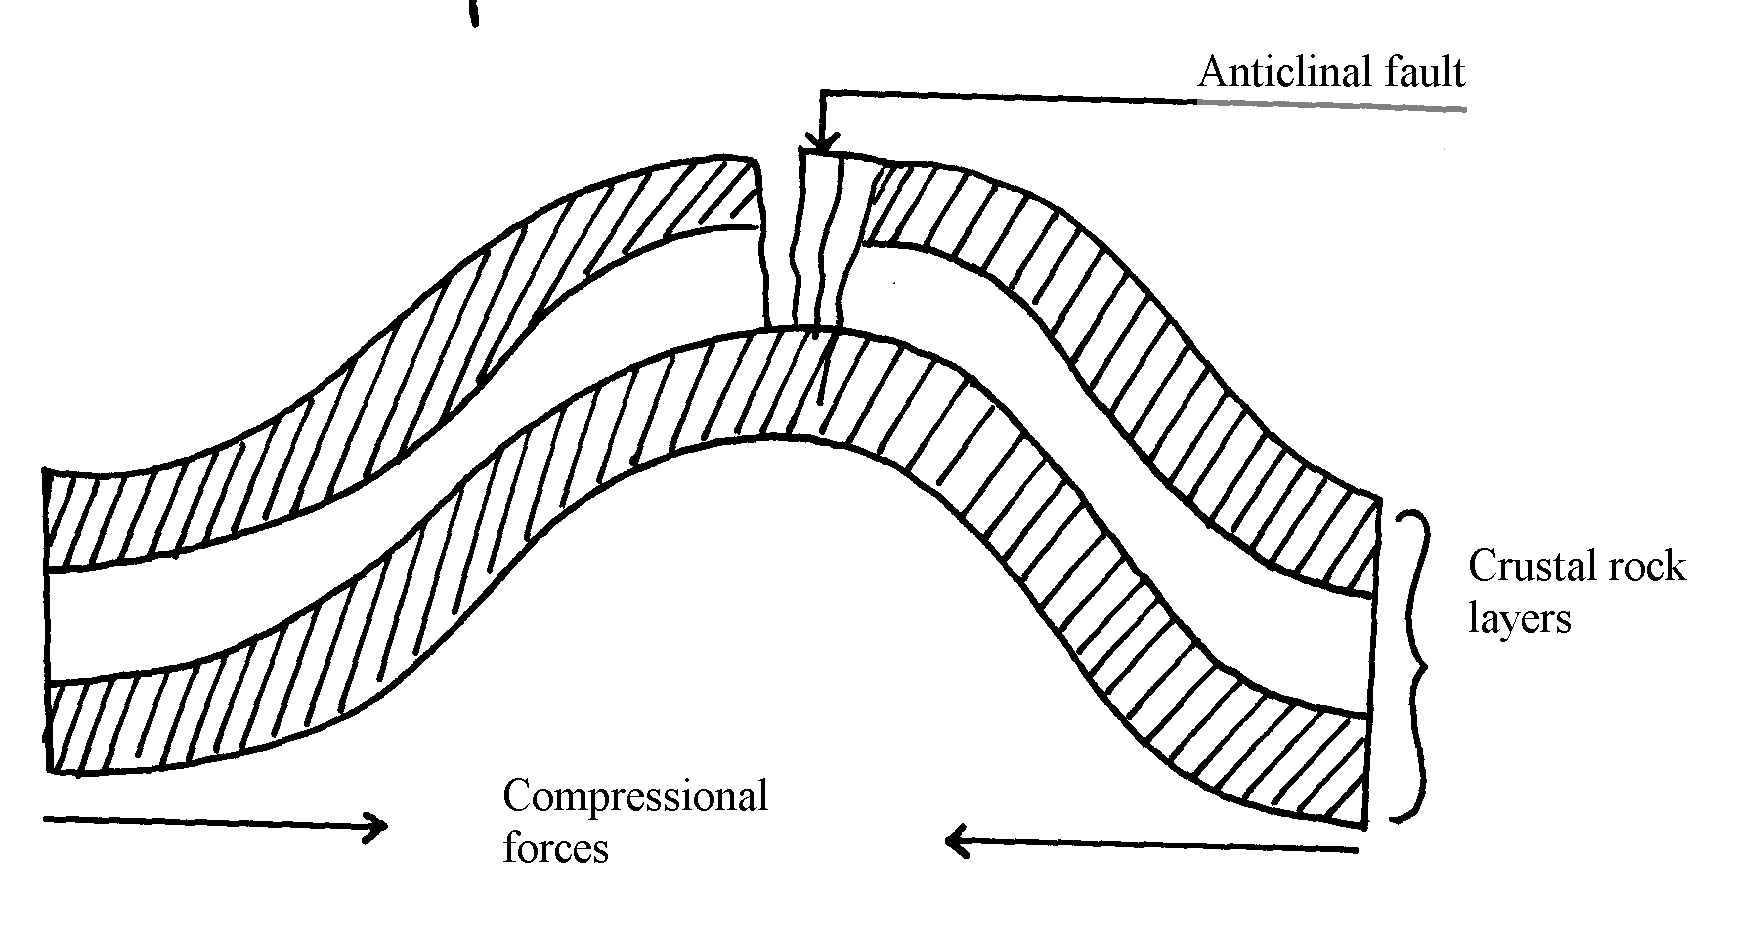 Anticlinal fault
Crustal rock
layers
Compressional
forces